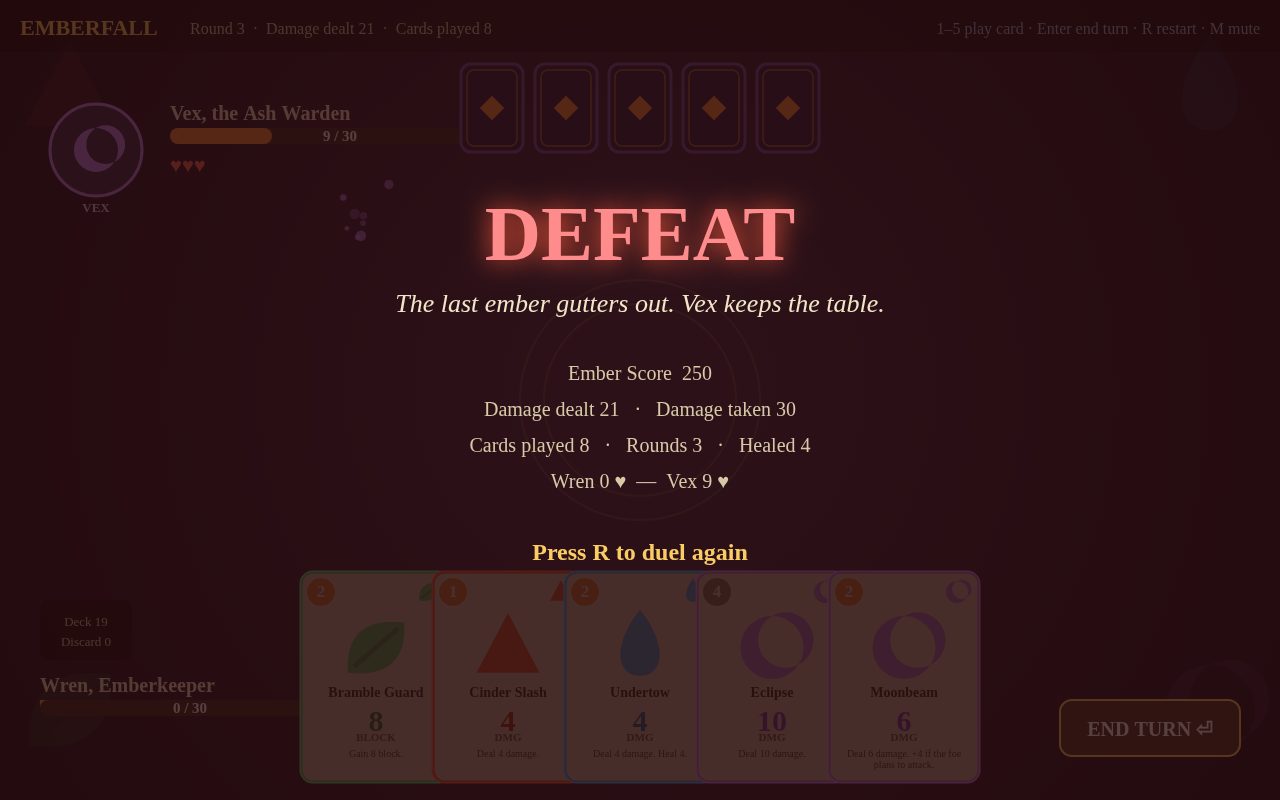 EMBERFALL
Round 3 · Damage dealt 21 · Cards played 8
1–5 play card · Enter end turn · R restart · M mute
Vex, the Ash Warden
9 / 30
♥♥♥
VEX
DEFEAT
The last ember gutters out. Vex keeps the table.
Ember Score 250
Damage dealt 21 · Damage taken 30
Cards played 8 · Rounds 3 · Healed 4
Wren 0 ♥ — Vex 9 ♥
Press R to duel again
Deck 19
Discard 0
Wren, Emberkeeper
0 / 30
2
Bramble Guard
8
BLOCK
Gain 8 block.
1
Cinder Slash
4
DMG
Deal 4 damage.
2
Undertow
4
DMG
Deal 4 damage. Heal 4.
4
Eclipse
10
DMG
Deal 10 damage.
2
Moonbeam
6
DMG
Deal 6 damage. +4 if the foe
plans to attack.
END TURN ⏎